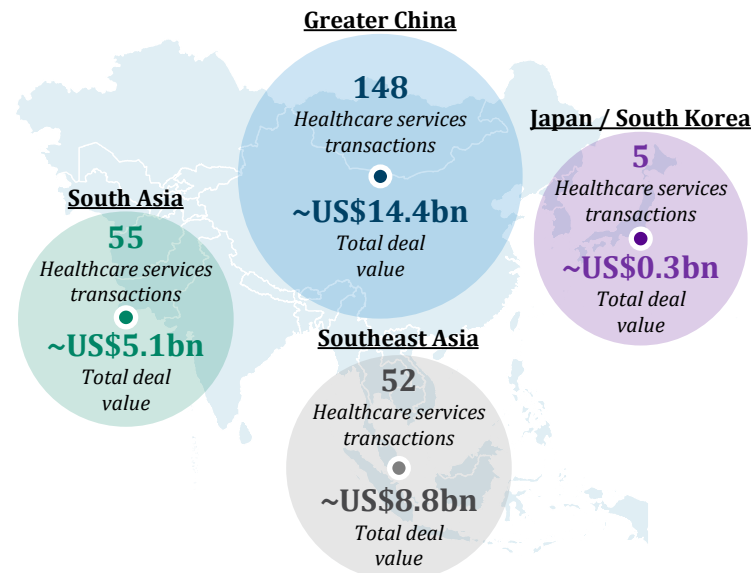 Greater China
148
Healthcare services
transactions
~US$14.4bn
Total deal
value
Japan / South Korea
5
Healthcare services
transactions
~US$0.3bn
Total deal
value
South Asia
55
Healthcare services
transactions
~US$5.1bn
Total deal
value
Southeast Asia
52
Healthcare services
transactions
~US$8.8bn
Total deal
value